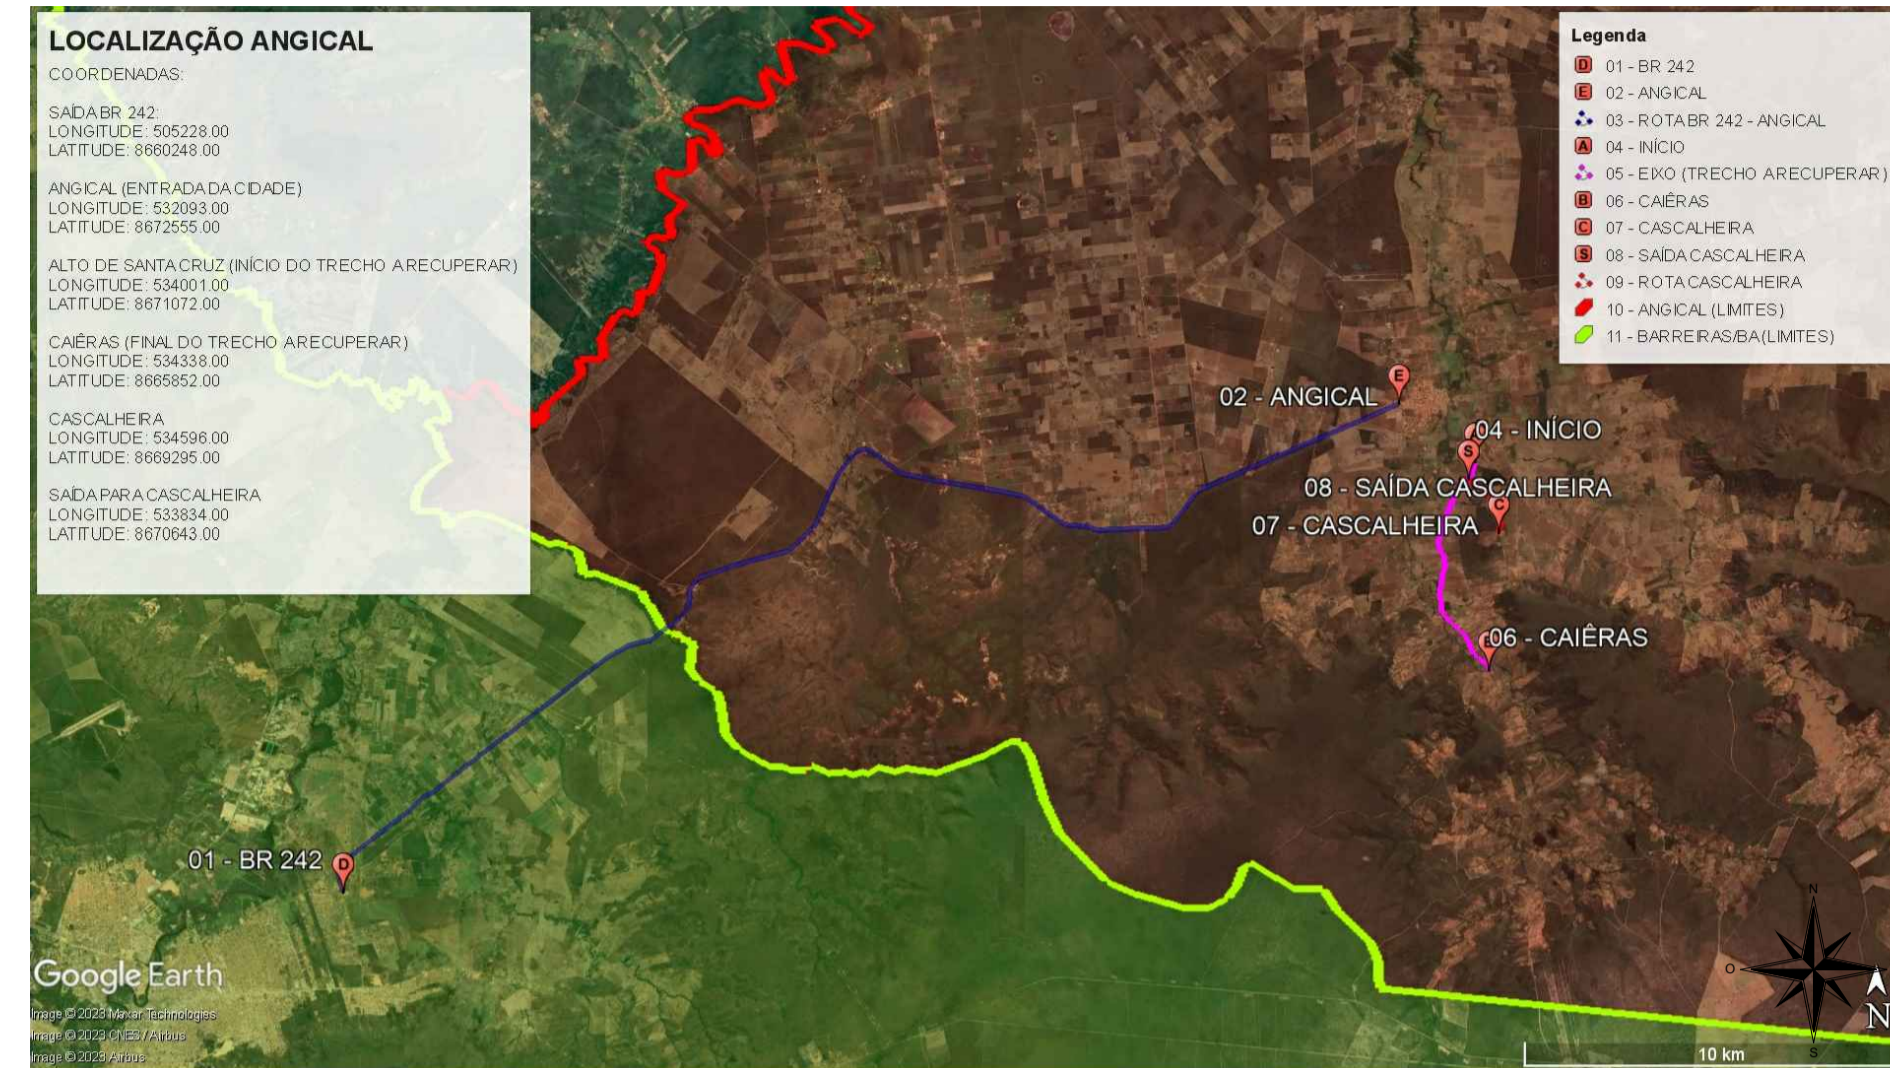 LOCALIZAÇÃO ANGICAL
COORDENADAS:
SAÍDA BR 242:
LONGITUDE: 505228.00
LATITUDE: 8660248.00
ANGICAL (ENTRADA DA CIDADE)
LONGITUDE: 532093.00
LATITUDE: 8672555.00
ALTO DE SANTA CRUZ (INÍCIO DO TRECHO A RECUPERAR)
LONGITUDE: 534001.00
LATITUDE: 8671072.00
CAIÊRAS (FINAL DO TRECHO A RECUPERAR)
LONGITUDE: 534338.00
LATITUDE: 8665852.00
CASCALHEIRA
LONGITUDE: 534596.00
LATITUDE: 8669295.00
SAÍDA PARA CASCALHEIRA
LONGITUDE: 533834.00
LATITUDE: 8670643.00
Legenda
D 01 - BR 242
E 02 - ANGICAL
03 - ROTA BR 242 - ANGICAL
A 04 - INÍCIO
05 - EIXO (TRECHO A RECUPERAR)
B 06 - CAIÊRAS
C 07 - CASCALHEIRA
S 08 - SAÍDA CASCALHEIRA
09 - ROTA CASCALHEIRA
10 - ANGICAL (LIMITES)
11 - BARREIRAS/BA (LIMITES)
E
02 - ANGICAL
04 - INÍCIO
S
08 - SAÍDA CASCALHEIRA
C
07 - CASCALHEIRA
06 - CAIÊRAS
01 - BR 242
D
Google Earth
Image © 2023 Maxar Technologies
Image © 2023 CNES / Airbus
Image © 2023 Airbus
N
O
S
N
10 km